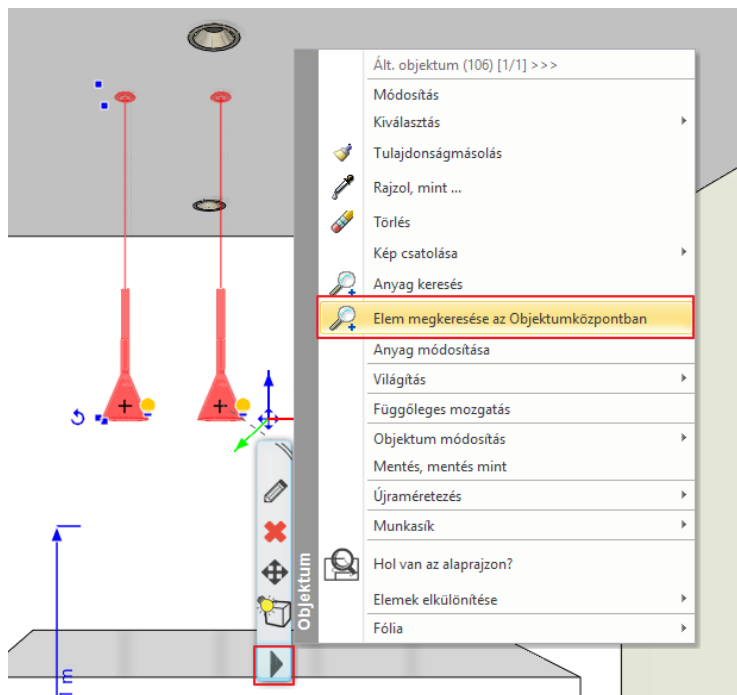 Ált. objektum (106) [1/1] >>>
Módosítás
Kiválasztás
Tulajdonságmásolás
Rajzol, mint ...
Törlés
Kép csatolása
Anyag keresés
Elem megkeresése az Objektumközpontban
Anyag módosítása
Világítás
Függőleges mozgatás
Objektum módosítás
Mentés, mentés mint
Újraméretezés
Munkasík
Hol van az alaprajzon?
Elemek elkülönítése
Fólia
Objektum